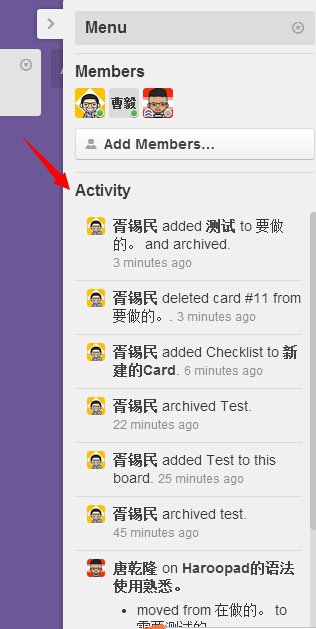 Menu
Members
曹毅
Add Members…
Activity
胥锡民 added 测试 to 要做
的。 and archived.
3 minutes ago
胥锡民 deleted card #11 from
要做的。. 3 minutes ago
胥锡民 added Checklist to 新
建的Card. 6 minutes ago
胥锡民 archived Test.
22 minutes ago
胥锡民 added Test to this
board. 25 minutes ago
胥锡民 archived test.
45 minutes ago
唐乾隆 on Haroopad的语法
使用熟悉。
• moved from 在做的。 to
需要测试的